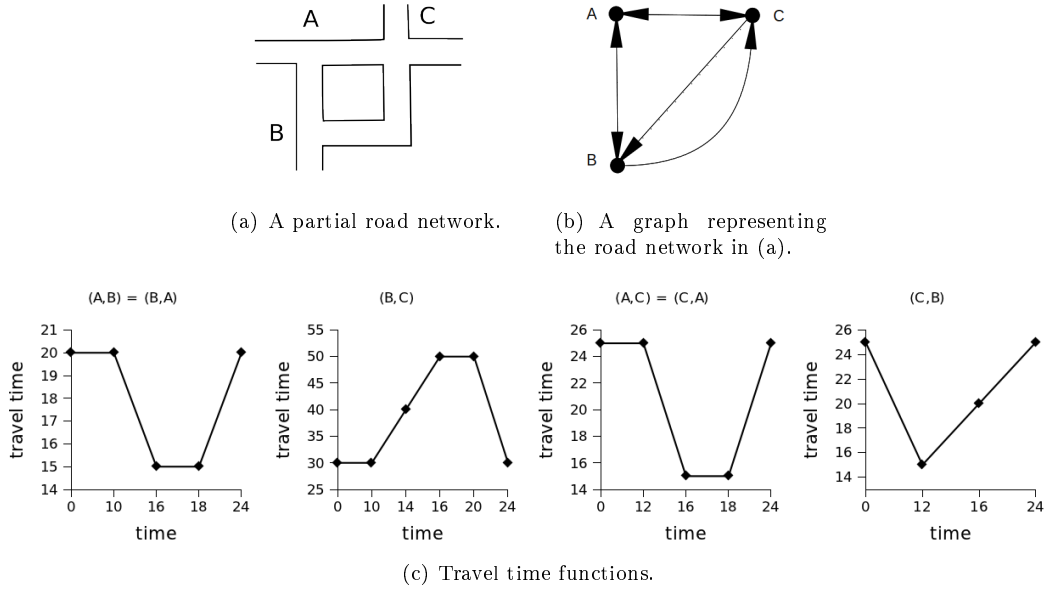 A
C
B
A
C
B
(a) A partial road network.
(b) A graph representing
the road network in (a).
(A,B) = (B,A)
21
20
19
18
17
16
15
14
travel time
0 10 16 18 24
time
(B,C)
55
50
45
40
35
30
25
travel time
0 10 14 16 20 24
time
(A,C) = (C,A)
26
24
22
20
18
16
14
travel time
0 12 16 18 24
time
(C,B)
26
24
22
20
18
16
14
travel time
0 12 16 24
time
(c) Travel time functions.